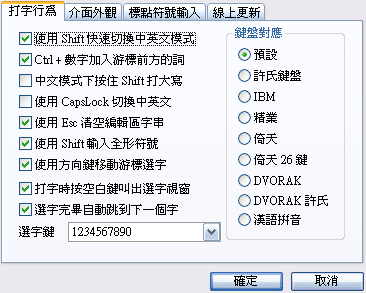 打字行為 介面外觀 標點符號輸入 線上更新
使用 Shift 快速切換中英文模式
Ctrl + 數字加入游標前方的詞
中文模式下按住 Shift 打大寫
使用 CapsLock 切換中英文
使用 Esc 清空編輯區字串
使用 Shift 輸入全形符號
使用方向鍵移動游標選字
打字時按空白鍵叫出選字視窗
選字完畢自動跳到下一個字
選字鍵 1234567890
鍵盤對應
預設
許氏鍵盤
IBM
精業
倚天
倚天 26 鍵
DVORAK
DVORAK 許氏
漢語拼音
確定 取消